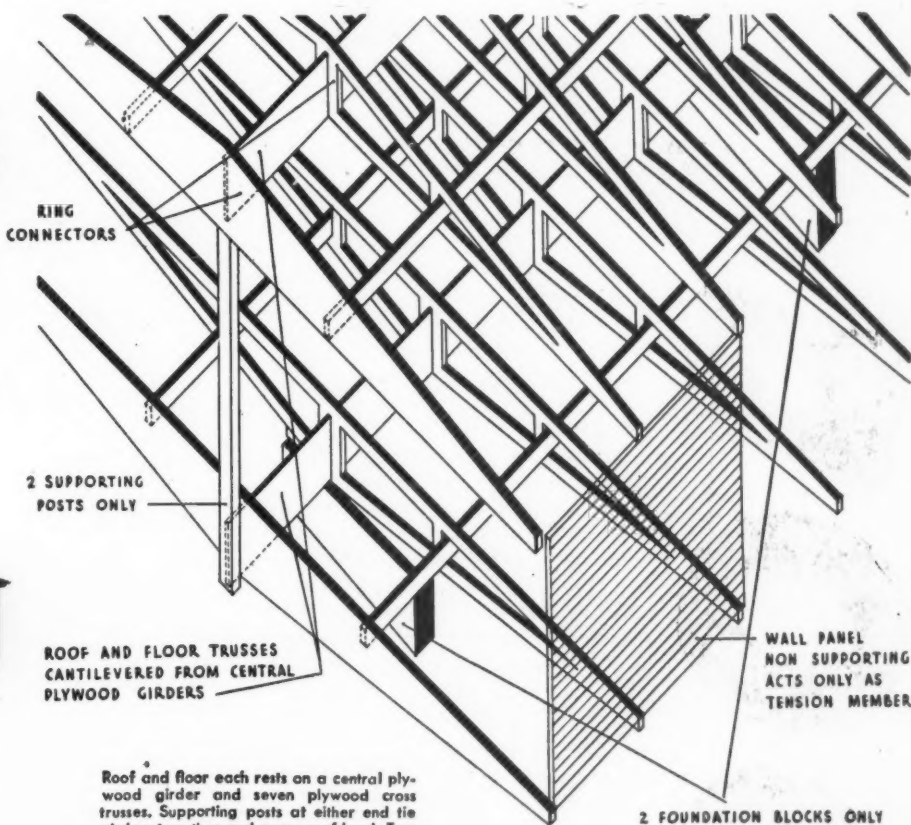 RING
CONNECTORS
2 SUPPORTING
POSTS ONLY
ROOF AND FLOOR TRUSSES
CANTILEVERED FROM CENTRAL
PLYWOOD GIRDERS
WALL PANEL
NON SUPPORTING
ACTS ONLY AS
TENSION MEMBER
2 FOUNDATION BLOCKS ONLY
Roof and floor each rests on a central ply-
wood girder and seven plywood cross
trusses. Supporting posts at either end tie